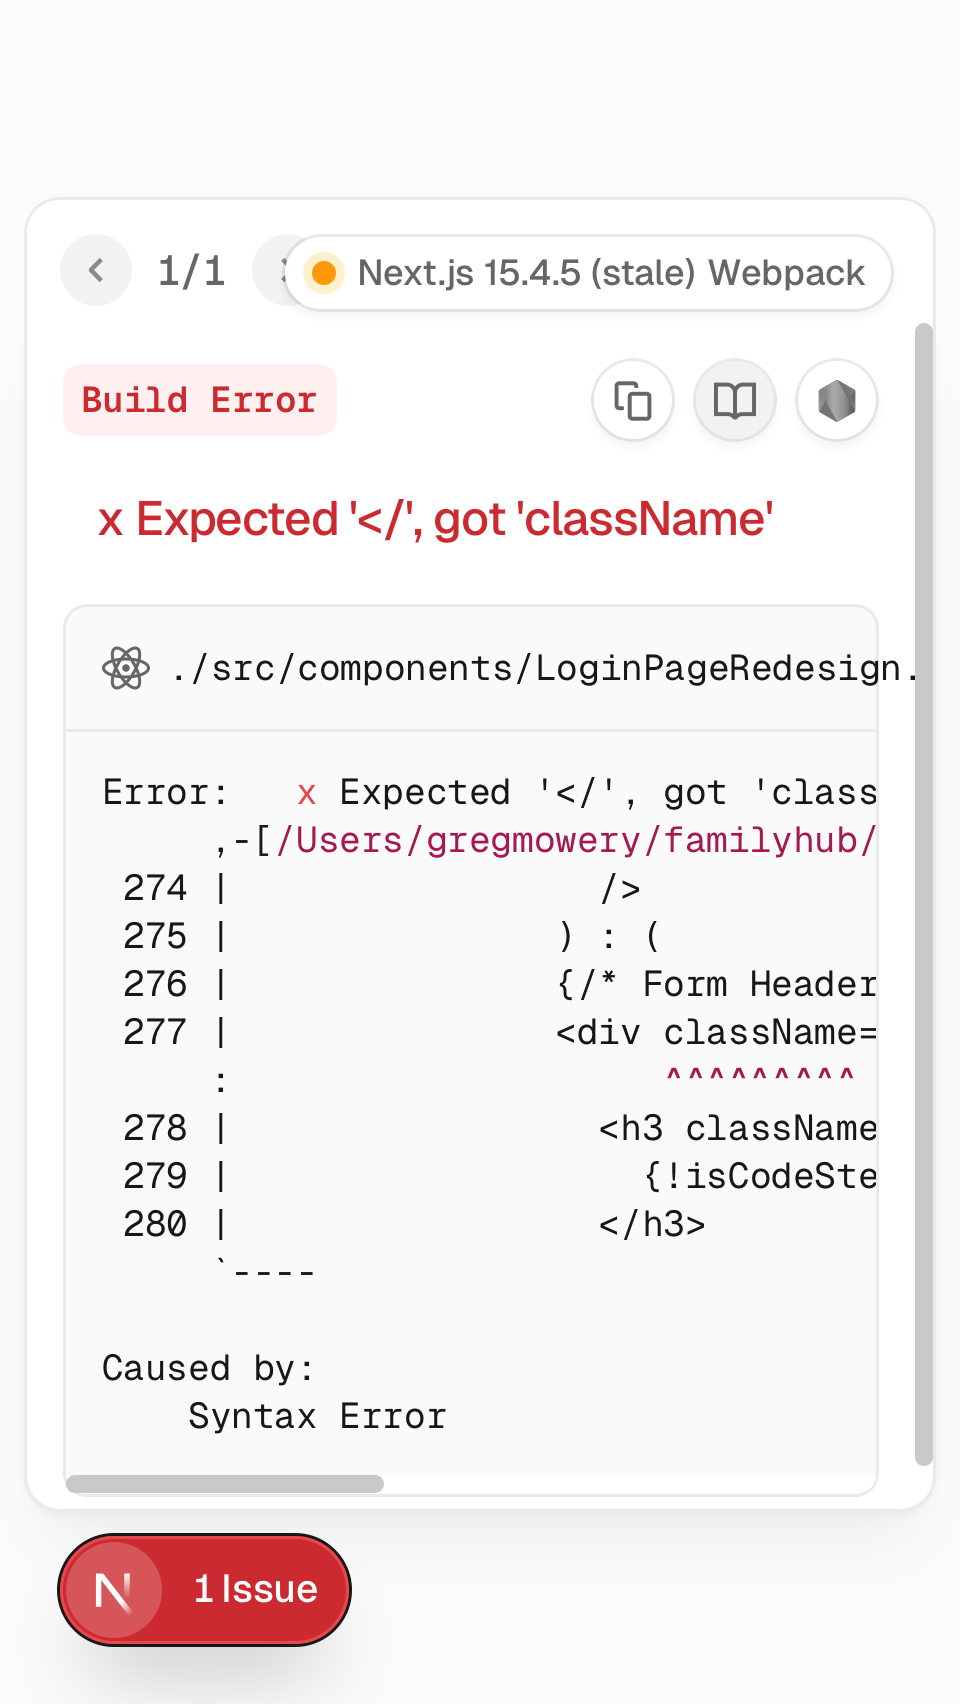 1/1
Next.js 15.4.5 (stale) Webpack
Build Error
x Expected '</', got 'className'
./src/components/LoginPageRedesign.
Error:   x Expected '</', got 'class
,-[/Users/gregmowery/familyhub/
274 |                  />
275 |                ) : (
276 |                {/* Form Header
277 |                <div className=
:                     ^^^^^^^^^
278 |                  <h3 className
279 |                    {!isCodeSte
280 |                  </h3>
`----
Caused by:
Syntax Error
N
1 Issue